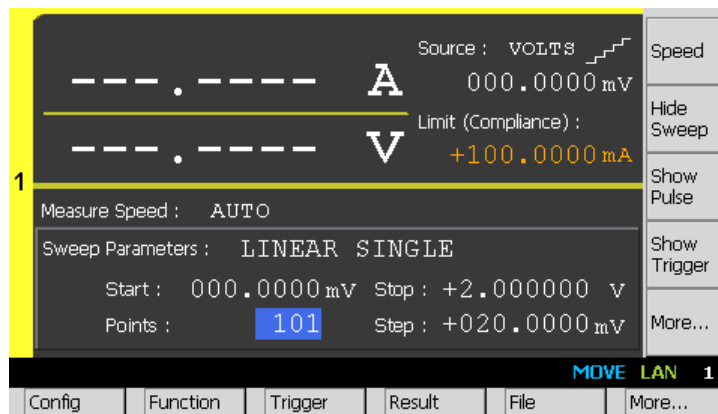 Source : VOLTS
---.---- A 000.0000 mV
Limit (Compliance) :
---.---- V +100.0000 mA
1
Measure Speed : AUTO
Sweep Parameters : LINEAR SINGLE
Start : 000.0000 mV Stop : +2.000000 V
Points : 101 Step : +020.0000 mV
Speed
Hide
Sweep
Show
Pulse
Show
Trigger
More...
MOVE LAN 1
Config Function Trigger Result File More...